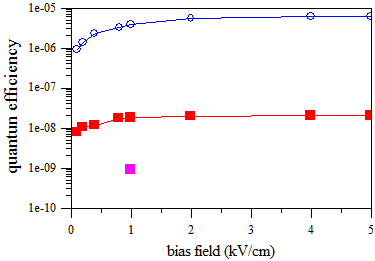 quantun efficiency
1e-05
1e-06
1e-07
1e-08
1e-09
1e-10
0
1
2
3
4
5
bias field (kV/cm)